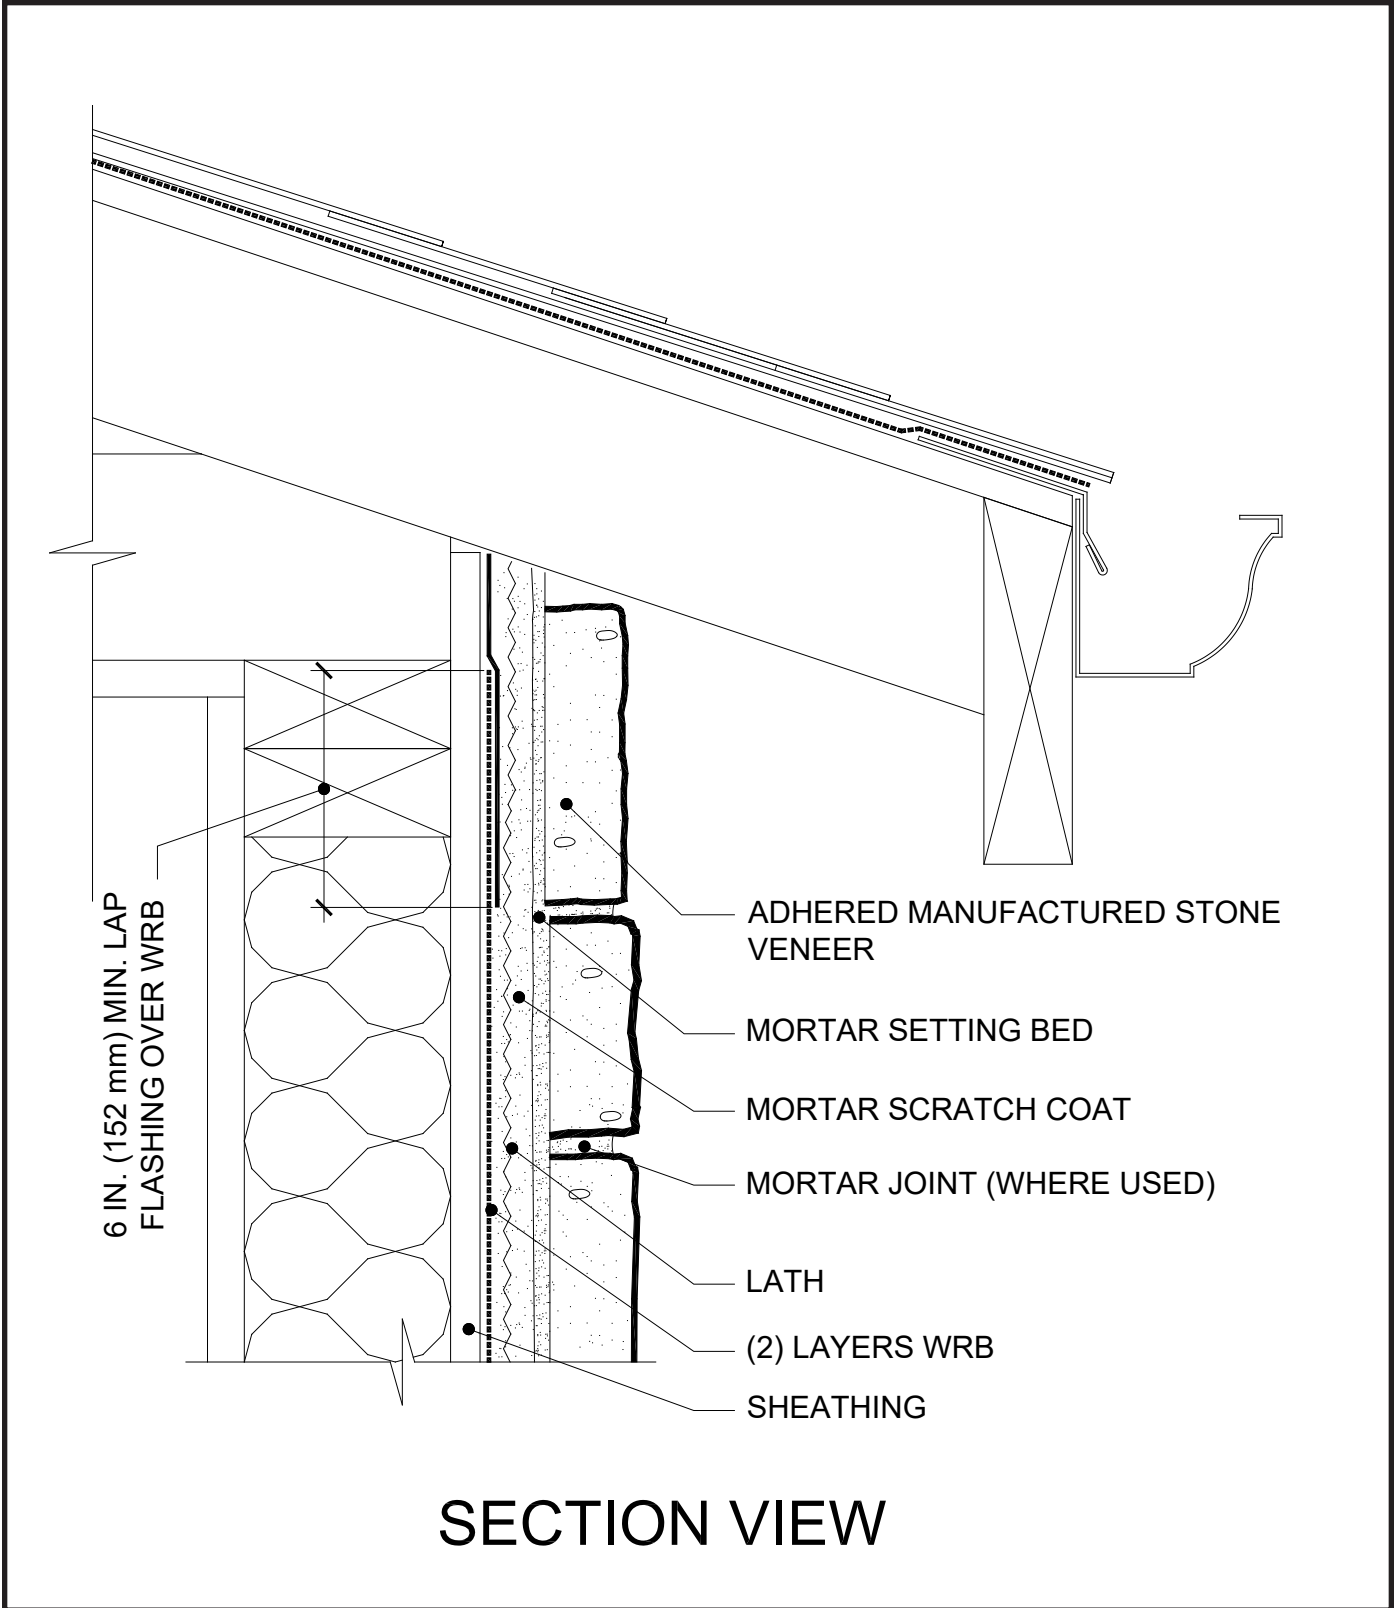 6 IN. (152 mm) MIN. LAP
FLASHING OVER WRB
ADHERED MANUFACTURED STONE
VENEER
MORTAR SETTING BED
MORTAR SCRATCH COAT
MORTAR JOINT (WHERE USED)
LATH
(2) LAYERS WRB
SHEATHING
SECTION VIEW